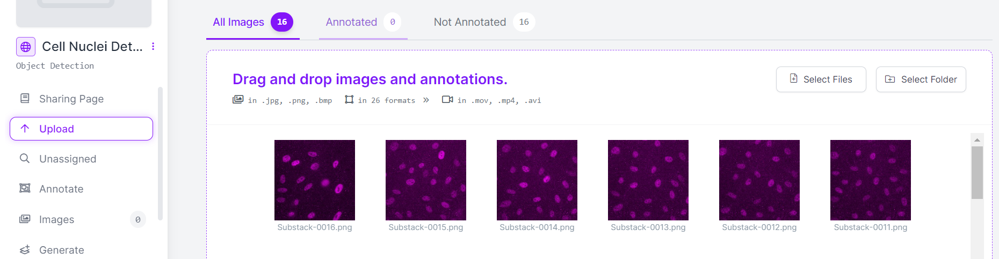 All Images 16 Annotated 0 Not Annotated 16
Cell Nuclei Det...
Object Detection
Sharing Page
Upload
Unassigned
Annotate
Images 0
Generate
Drag and drop images and annotations.
in .jpg, .png, .bmp in 26 formats » in .mov, .mp4, .avi
Select Files Select Folder
Substack-0016.png Substack-0015.png Substack-0014.png Substack-0013.png Substack-0012.png Substack-0011.png